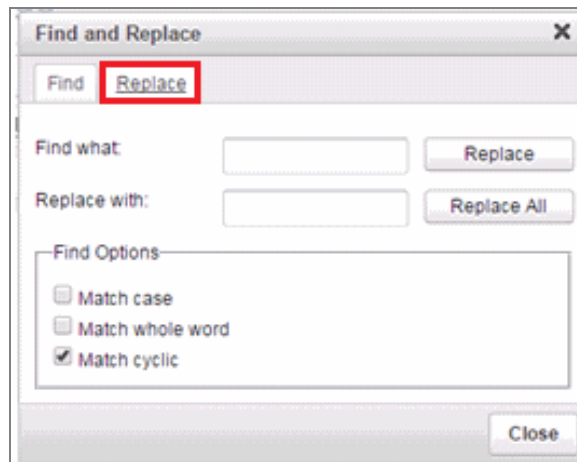 Find and Replace
Find Replace
Find what: Replace
Replace with: Replace All
Find Options
Match case
Match whole word
Match cyclic
Close